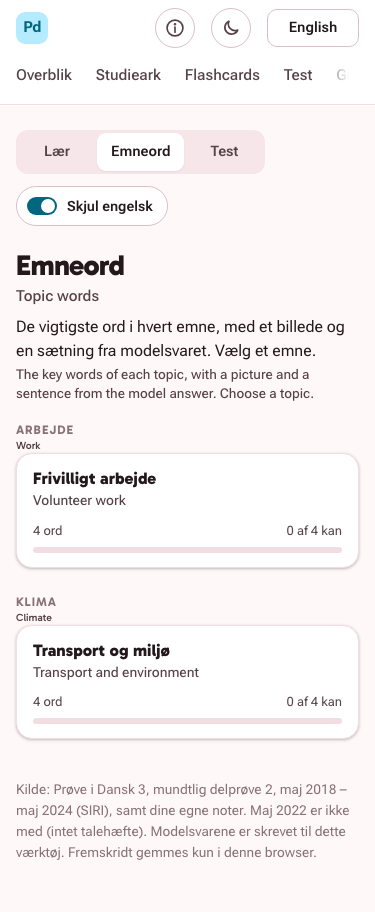 Pd
English
Overblik Studieark Flashcards Test G
Lær Emneord Test
Skjul engelsk
Emneord
Topic words
De vigtigste ord i hvert emne, med et billede og
en sætning fra modelsvaret. Vælg et emne.
The key words of each topic, with a picture and a
sentence from the model answer. Choose a topic.
ARBEJDE
Work
Frivilligt arbejde
Volunteer work
4 ord 0 af 4 kan
KLIMA
Climate
Transport og miljø
Transport and environment
4 ord 0 af 4 kan
Kilde: Prøve i Dansk 3, mundtlig delprøve 2, maj 2018 –
maj 2024 (SIRI), samt dine egne noter. Maj 2022 er ikke
med (intet talehæfte). Modelsvarene er skrevet til dette
værktøj. Fremskridt gemmes kun i denne browser.